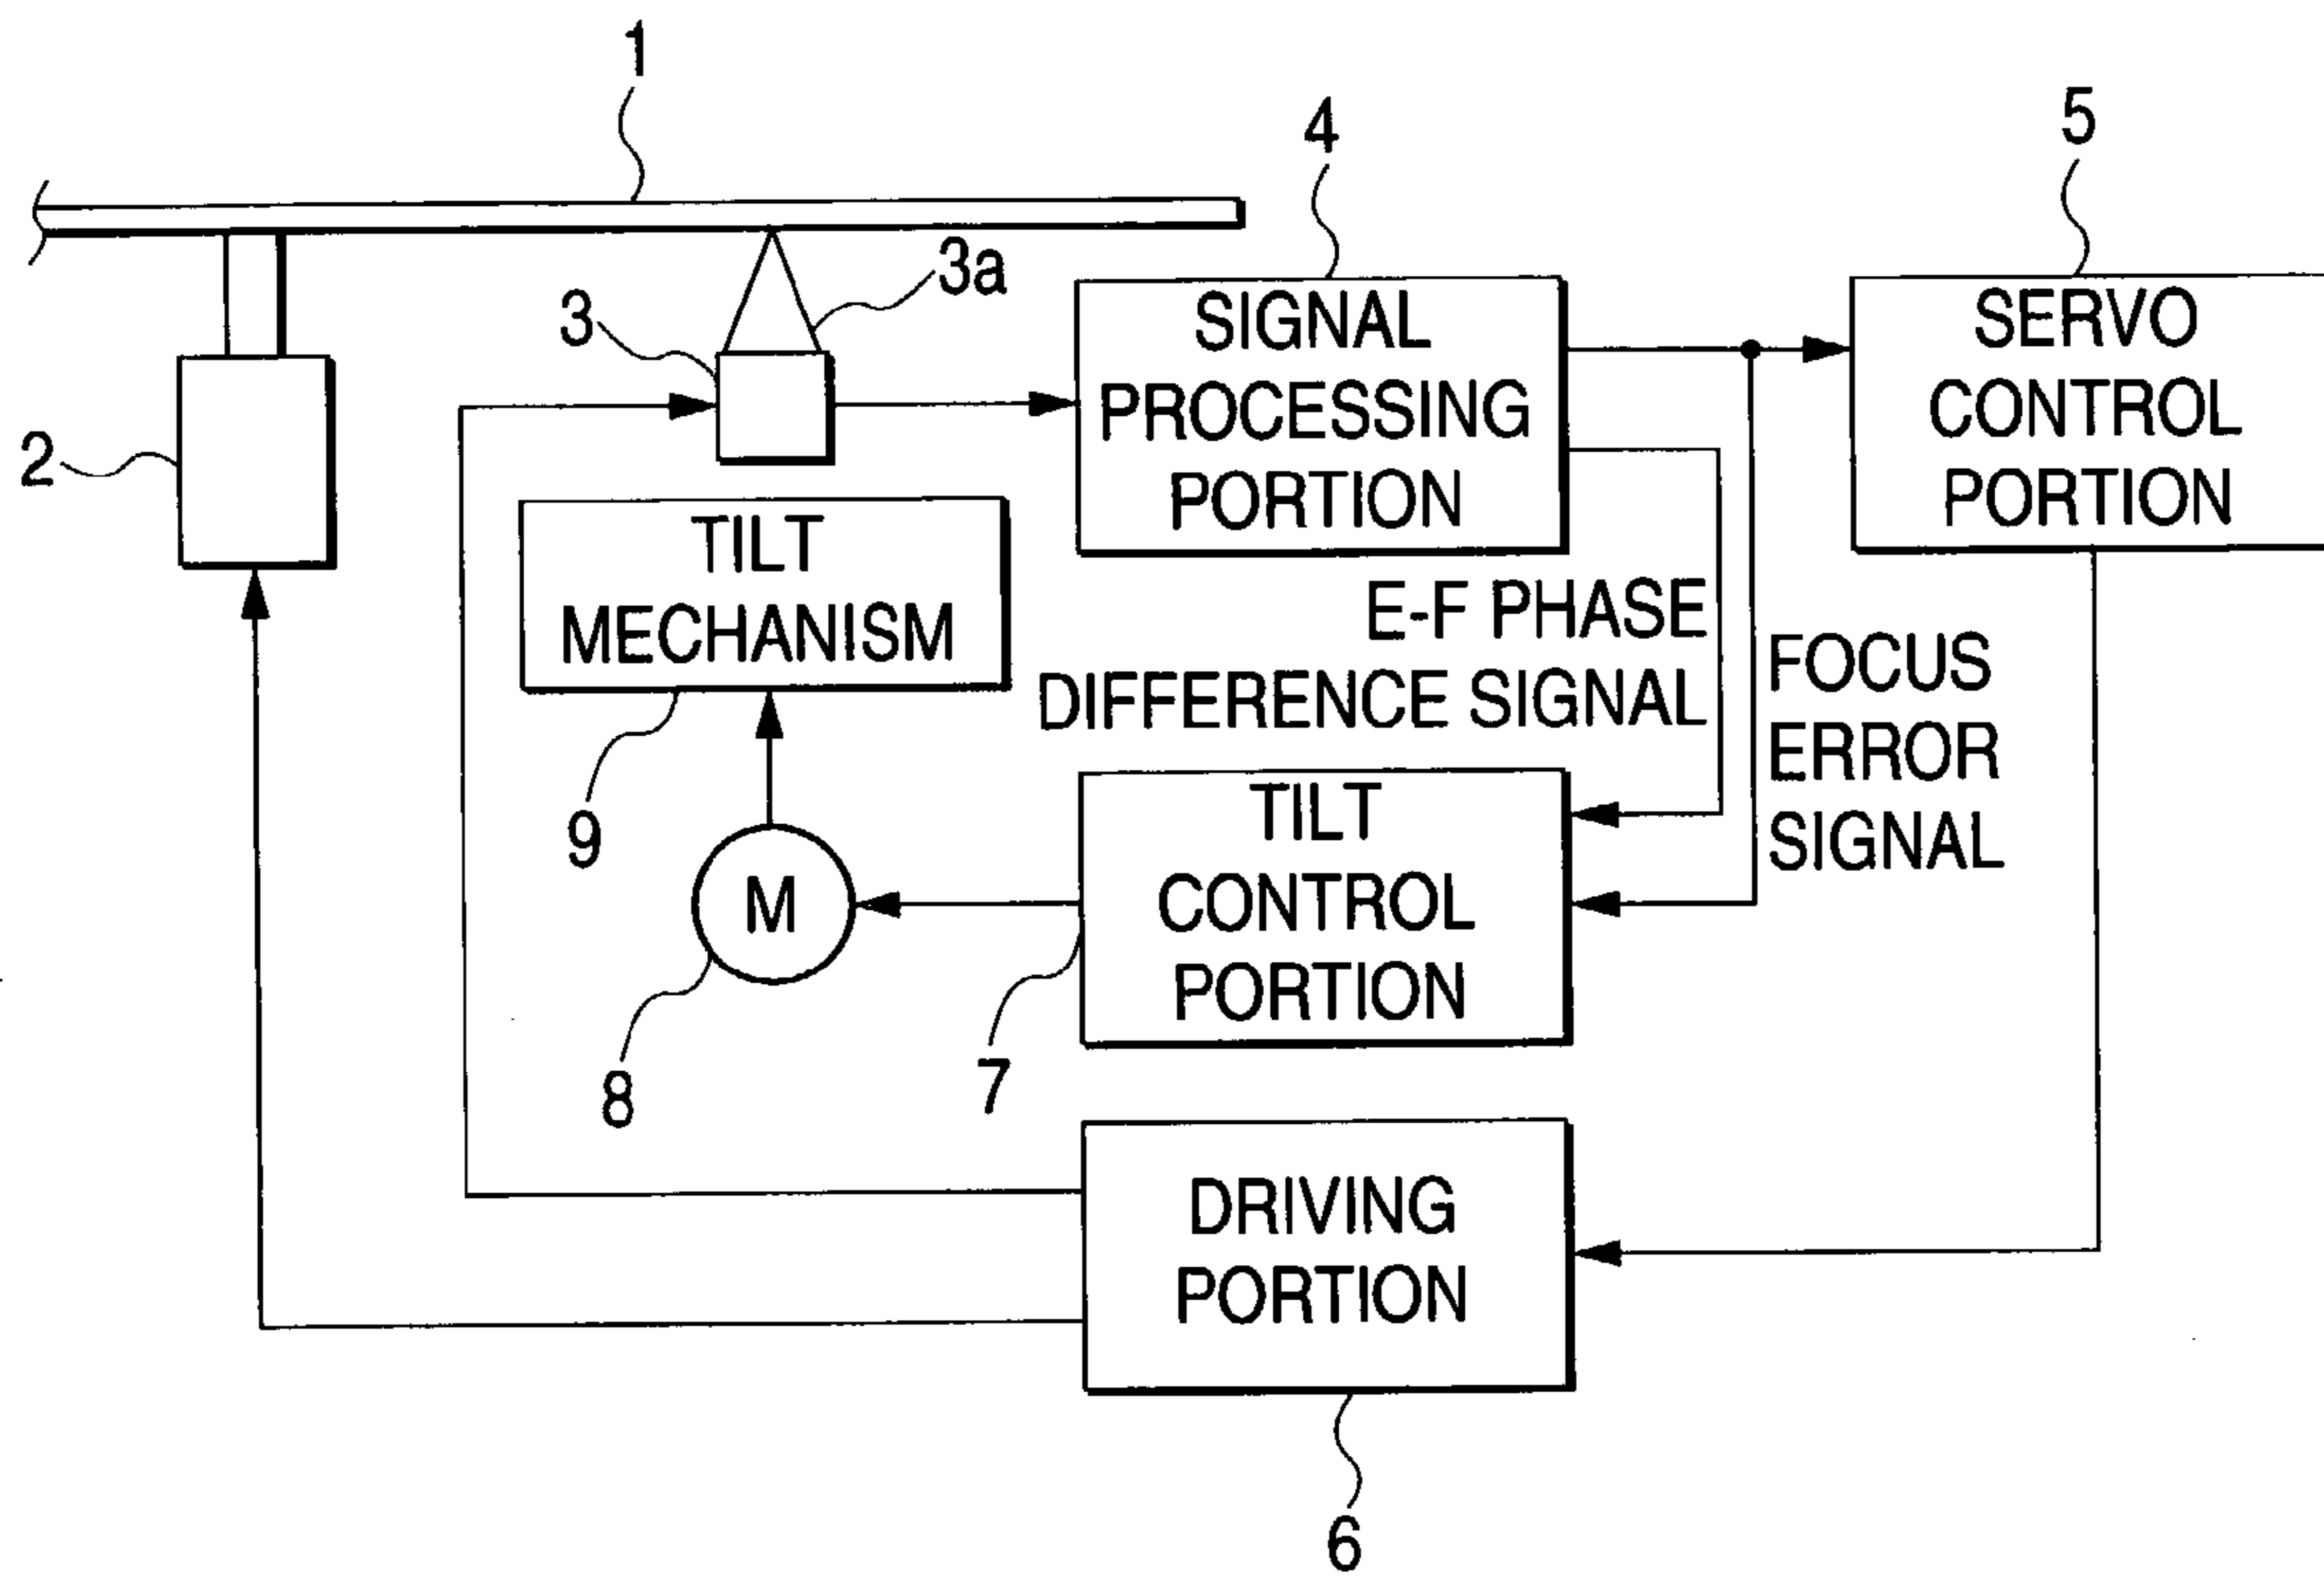 1
4
5
3a
3
2
SIGNAL
PROCESSING
PORTION
SERVO
CONTROL
PORTION
TILT
MECHANISM
E-F PHASE
DIFFERENCE SIGNAL
FOCUS
ERROR
SIGNAL
9
TILT
CONTROL
PORTION
M
8
7
DRIVING
PORTION
6